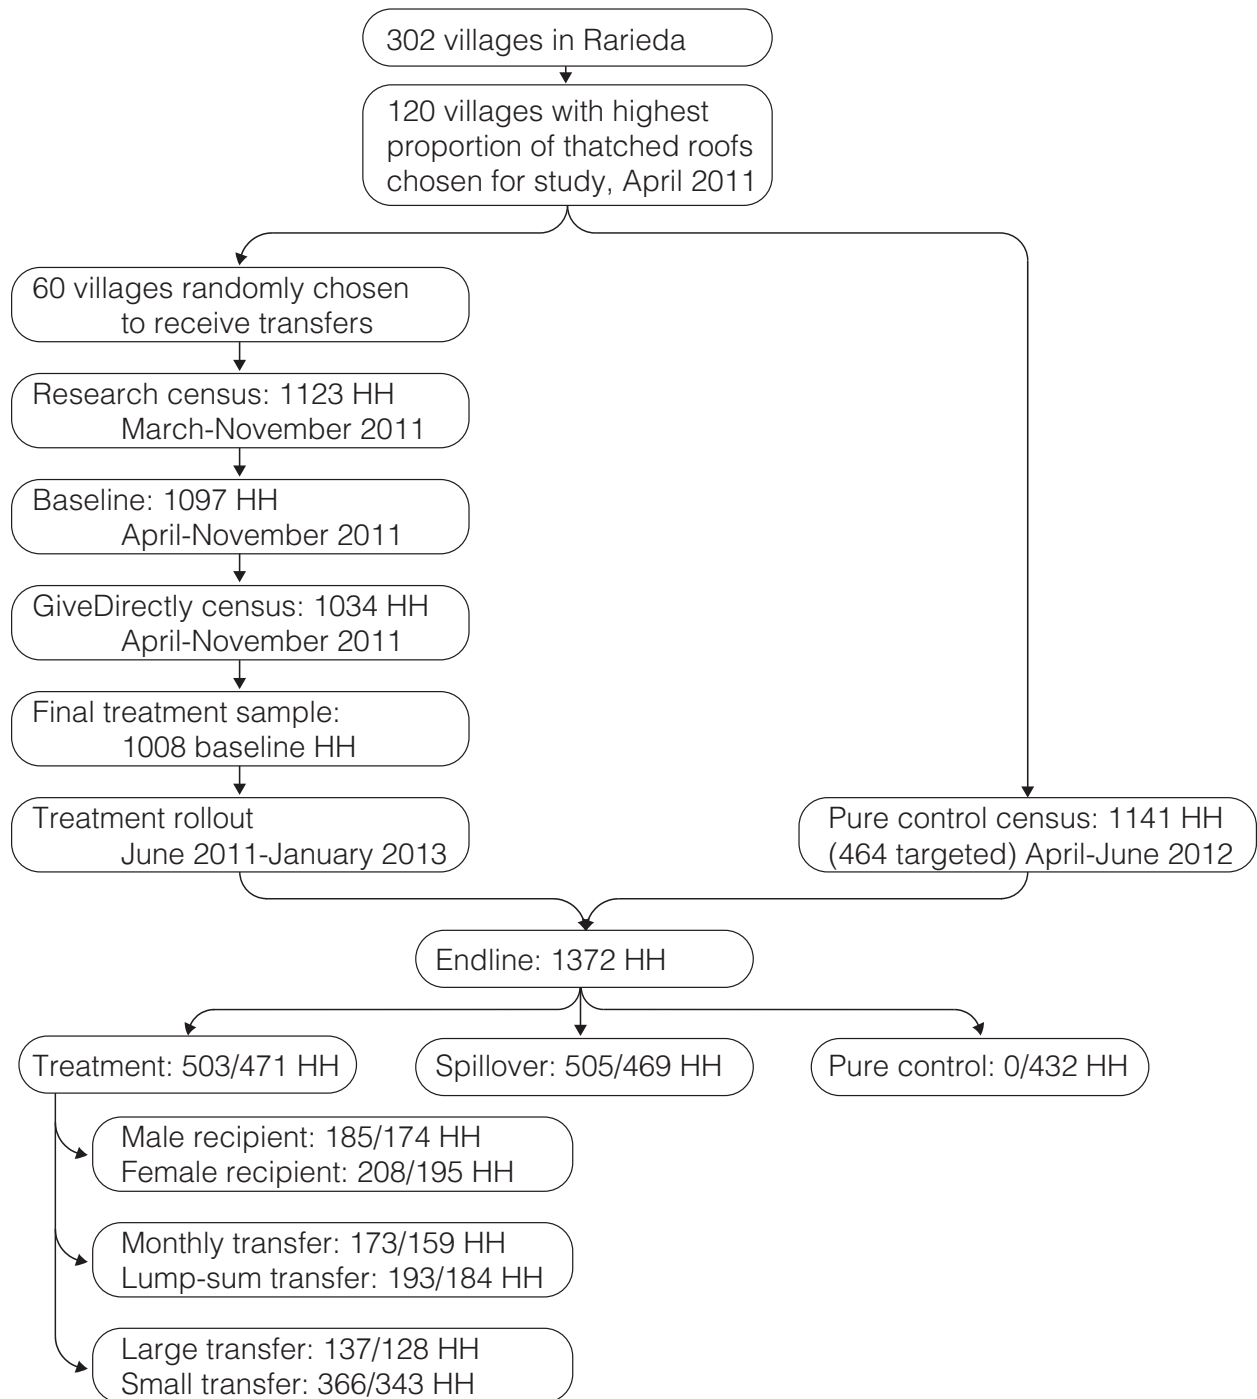 302 villages in Rarieda
120 villages with highest
proportion of thatched roofs
chosen for study, April 2011
60 villages randomly chosen
to receive transfers
Research census: 1123 HH
March-November 2011
Baseline: 1097 HH
April-November 2011
GiveDirectly census: 1034 HH
April-November 2011
Final treatment sample:
1008 baseline HH
Treatment rollout
June 2011-January 2013
Pure control census: 1141 HH
(464 targeted) April-June 2012
Endline: 1372 HH
Treatment: 503/471 HH
Spillover: 505/469 HH
Pure control: 0/432 HH
Male recipient: 185/174 HH
Female recipient: 208/195 HH
Monthly transfer: 173/159 HH
Lump-sum transfer: 193/184 HH
Large transfer: 137/128 HH
Small transfer: 366/343 HH